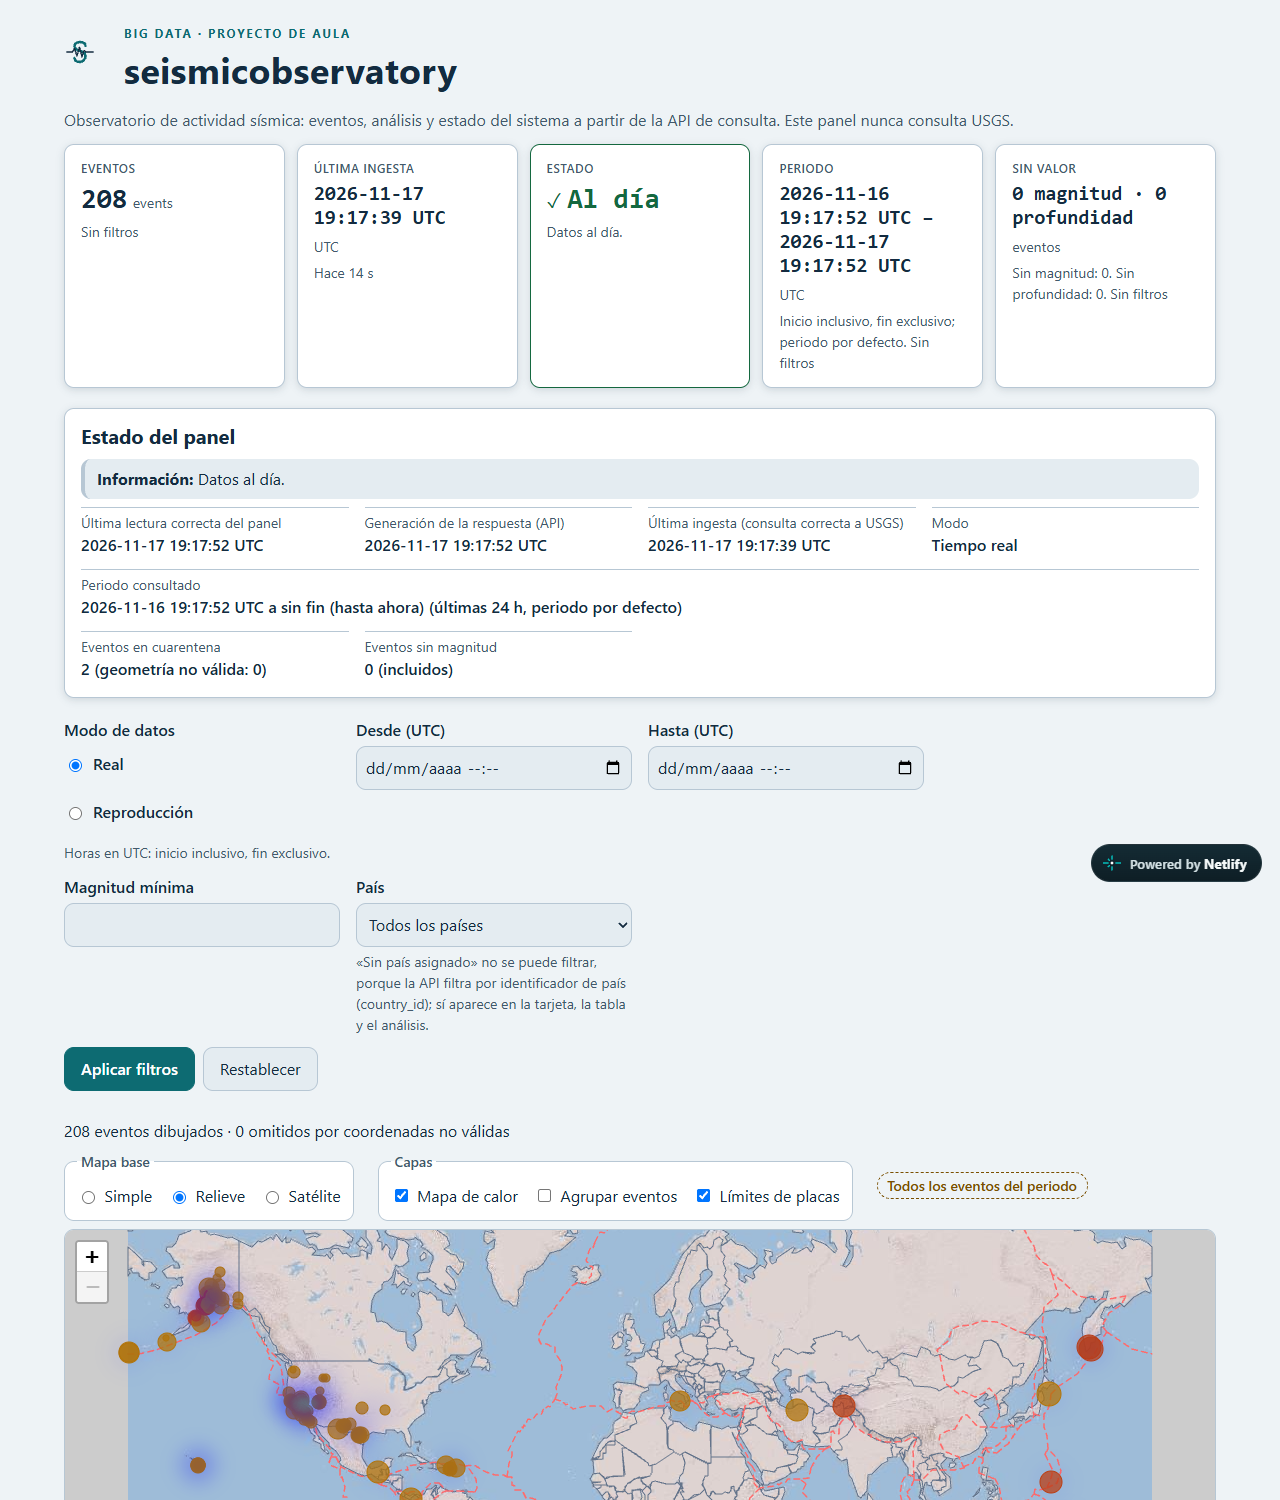 BIG DATA · PROYECTO DE AULA
seismicobservatory
Observatorio de actividad sísmica: eventos, análisis y estado del sistema a partir de la API de consulta. Este panel nunca consulta USGS.
EVENTOS
208 events
Sin filtros
ÚLTIMA INGESTA
2026-11-17
19:17:39 UTC
UTC
Hace 14 s
ESTADO
✓ Al día
Datos al día.
PERIODO
2026-11-16
19:17:52 UTC –
2026-11-17
19:17:52 UTC
UTC
Inicio inclusivo, fin exclusivo;
periodo por defecto. Sin
filtros
SIN VALOR
0 magnitud · 0
profundidad
eventos
Sin magnitud: 0. Sin
profundidad: 0. Sin filtros
Estado del panel
Información: Datos al día.
Última lectura correcta del panel
2026-11-17 19:17:52 UTC
Generación de la respuesta (API)
2026-11-17 19:17:52 UTC
Última ingesta (consulta correcta a USGS)
2026-11-17 19:17:39 UTC
Modo
Tiempo real
Periodo consultado
2026-11-16 19:17:52 UTC a sin fin (hasta ahora) (últimas 24 h, periodo por defecto)
Eventos en cuarentena
2 (geometría no válida: 0)
Eventos sin magnitud
0 (incluidos)
Modo de datos
Real
Reproducción
Desde (UTC)
dd/mm/aaaa --:--
Hasta (UTC)
dd/mm/aaaa --:--
Horas en UTC: inicio inclusivo, fin exclusivo.
Powered by Netlify
Magnitud mínima
País
Todos los países
«Sin país asignado» no se puede filtrar,
porque la API filtra por identificador de país
(country_id); sí aparece en la tarjeta, la tabla
y el análisis.
Aplicar filtros
Restablecer
208 eventos dibujados · 0 omitidos por coordenadas no válidas
Mapa base
Simple
Relieve
Satélite
Capas
Mapa de calor
Agrupar eventos
Límites de placas
Todos los eventos del periodo
+
−